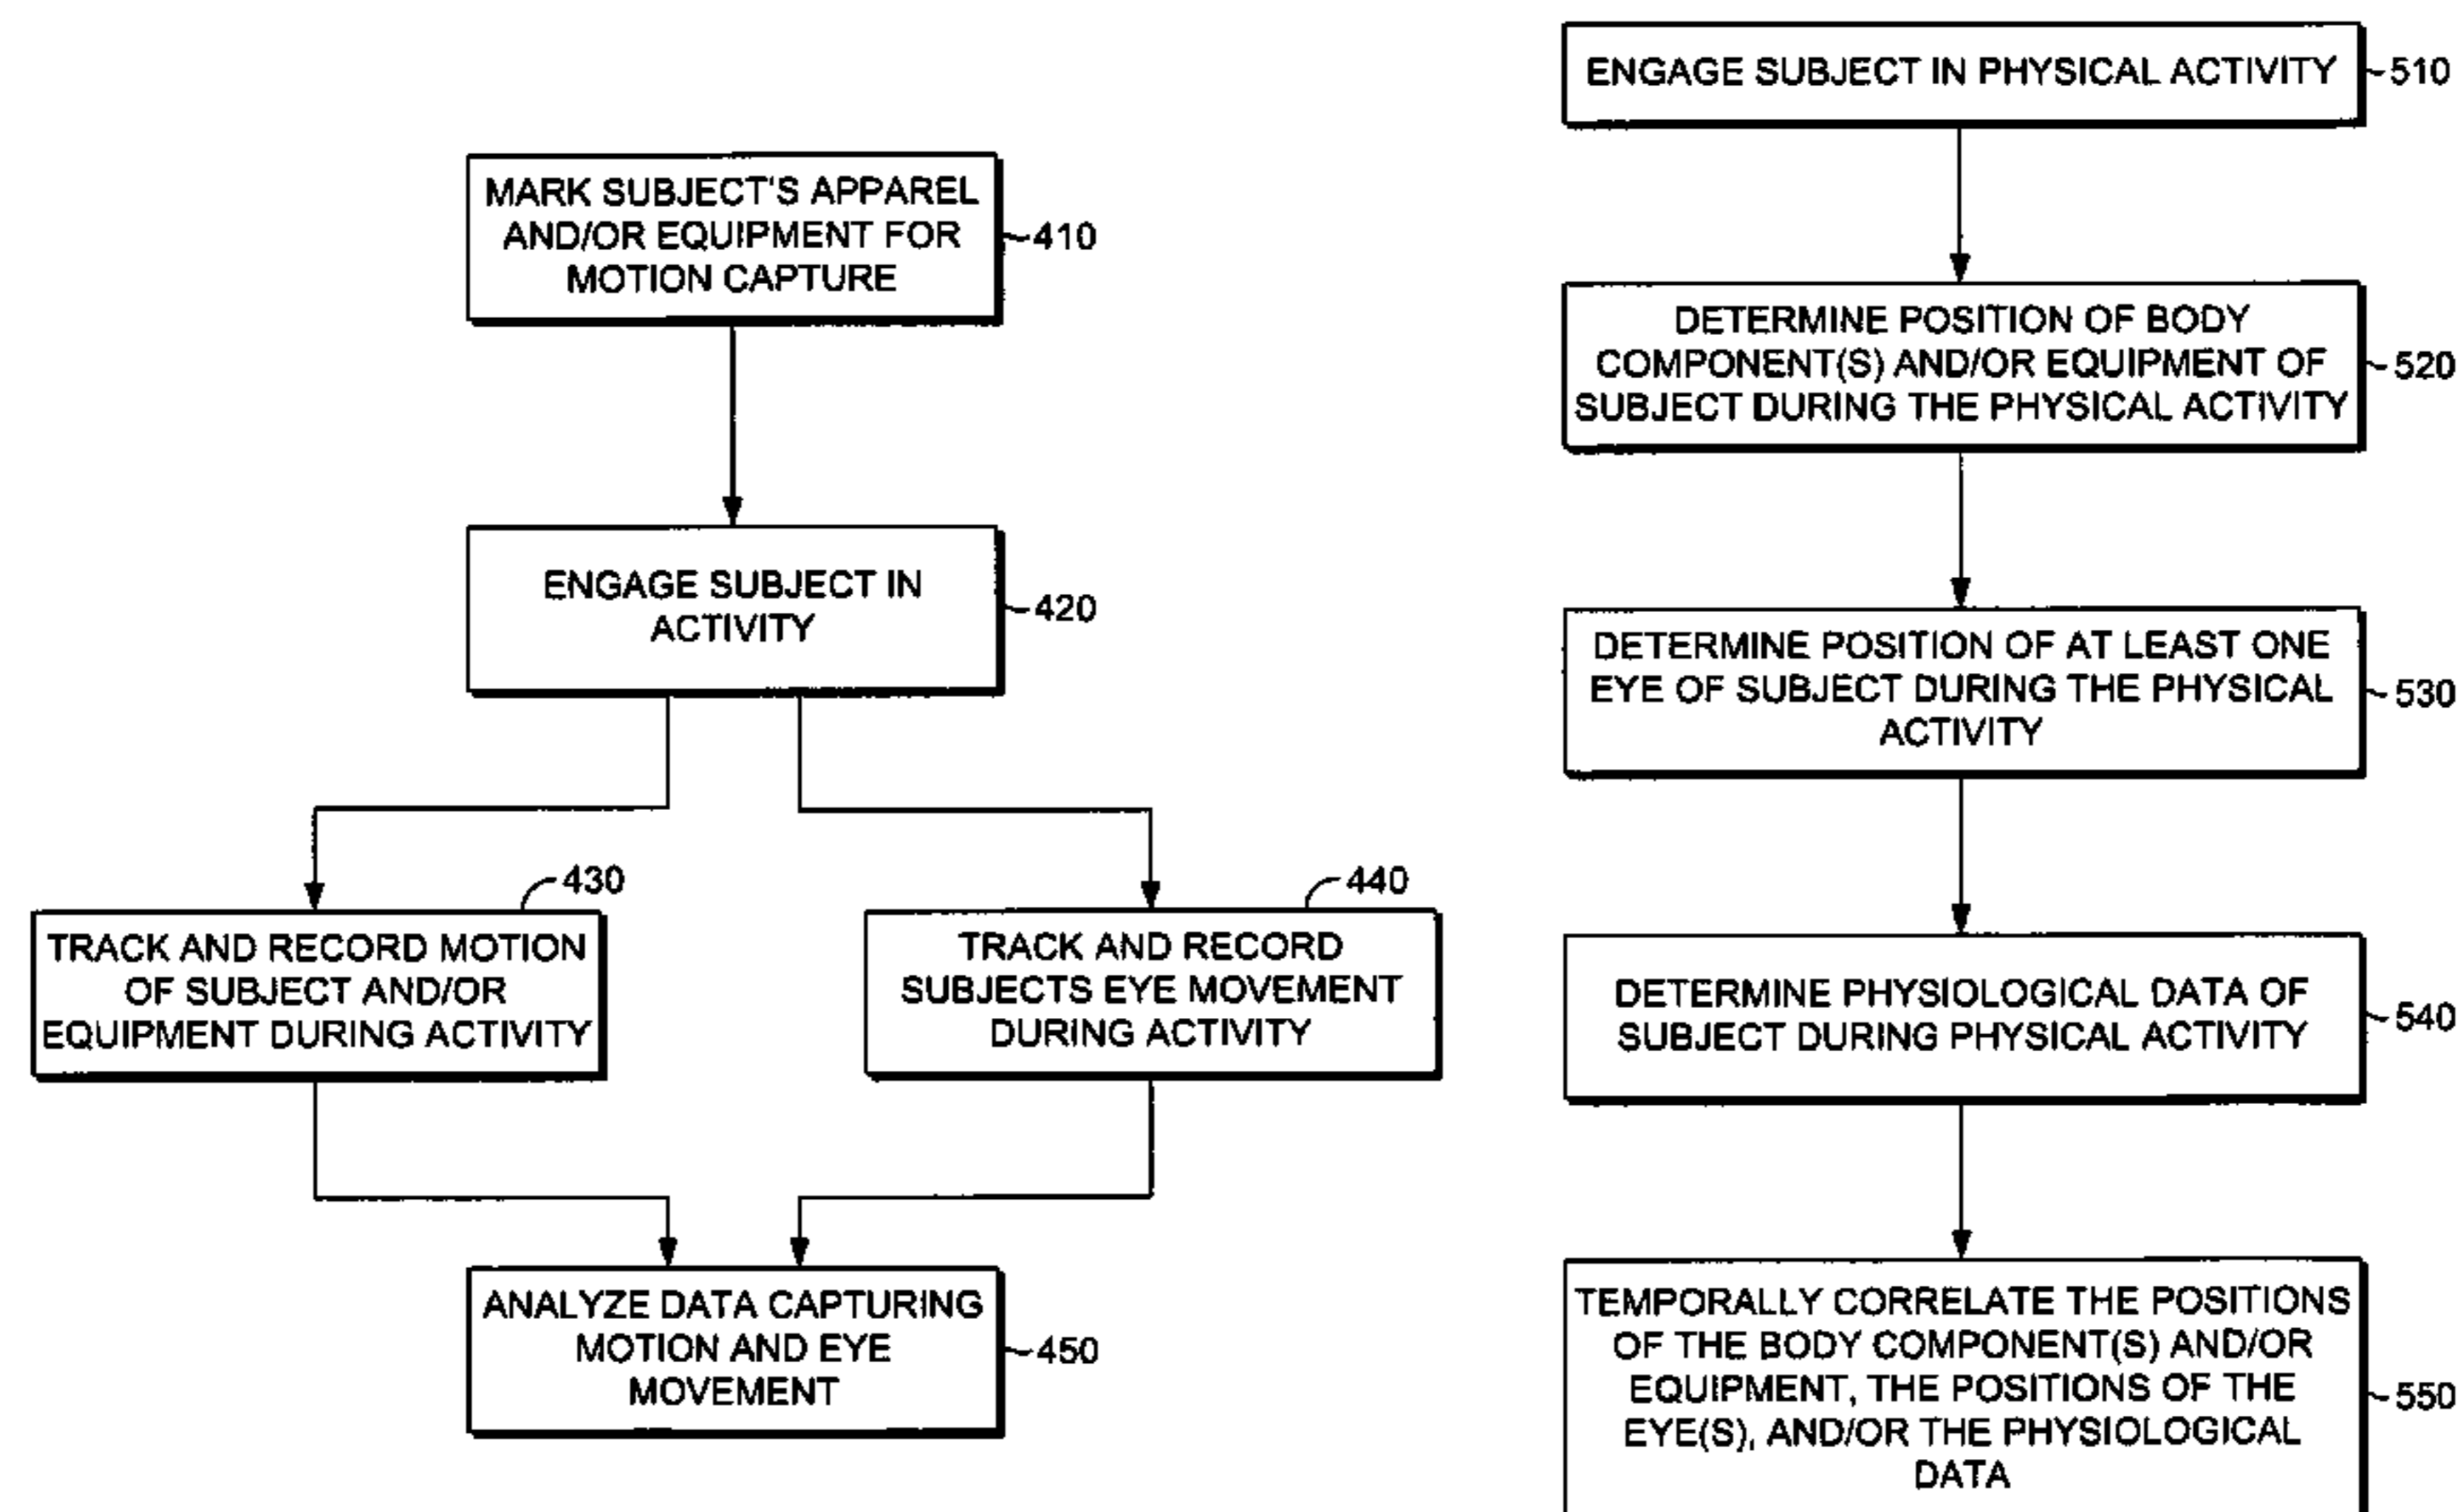 MARK SUBJECT'S APPAREL
AND/OR EQUIPMENT FOR
MOTION CAPTURE
410
ENGAGE SUBJECT IN
ACTIVITY
420
430
TRACK AND RECORD MOTION
OF SUBJECT AND/OR
EQUIPMENT DURING ACTIVITY
440
TRACK AND RECORD
SUBJECTS EYE MOVEMENT
DURING ACTIVITY
ANALYZE DATA CAPTURING
MOTION AND EYE
MOVEMENT
450
ENGAGE SUBJECT IN PHYSICAL ACTIVITY
510
DETERMINE POSITION OF BODY
COMPONENT(S) AND/OR EQUIPMENT OF
SUBJECT DURING THE PHYSICAL ACTIVITY
520
DETERMINE POSITION OF AT LEAST ONE
EYE OF SUBJECT DURING THE PHYSICAL
ACTIVITY
530
DETERMINE PHYSIOLOGICAL DATA OF
SUBJECT DURING PHYSICAL ACTIVITY
540
TEMPORALLY CORRELATE THE POSITIONS
OF THE BODY COMPONENT(S) AND/OR
EQUIPMENT, THE POSITIONS OF THE
EYE(S), AND/OR THE PHYSIOLOGICAL
DATA
550